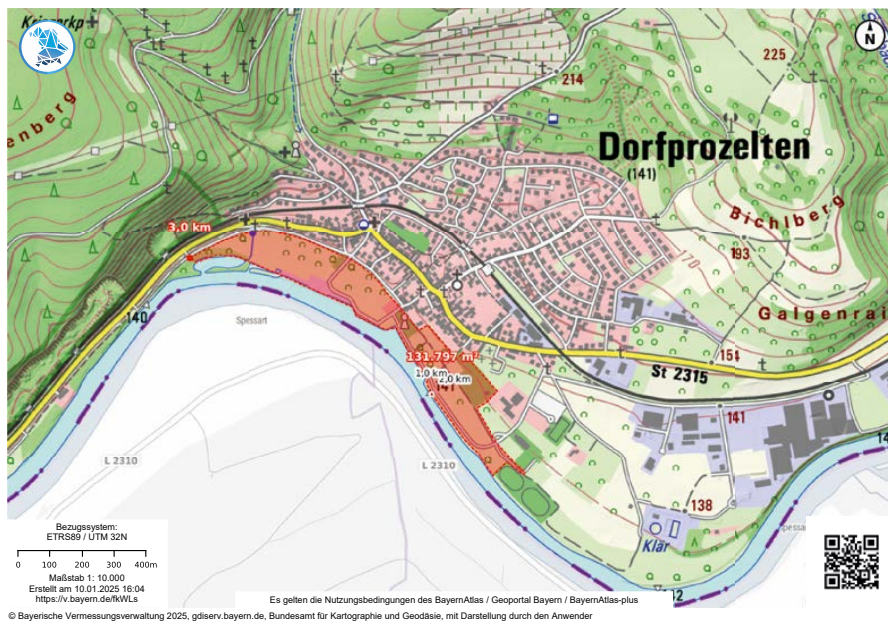 Kriegerkp
N
225
214
Dorfprozelten
(141)
enberg
Bichlberg
3,0 km
170
193
Galgenrai
140
Spessart
131.797 m²
1,0 km
2,0 km
141
154
St 2315
141
L 2310
L 2310
138
Klär
Bezugssystem:
ETRS89 / UTM 32N
0 100 200 300 400m
Maßstab 1: 10.000
Erstellt am 10.01.2025 16:04
https://v.bayern.de/fkWLs
Es gelten die Nutzungsbedingungen des BayernAtlas / Geoportal Bayern / BayernAtlas-plus
© Bayerische Vermessungsverwaltung 2025, gdiserv.bayern.de, Bundesamt für Kartographie und Geodäsie, mit Darstellung durch den Anwender